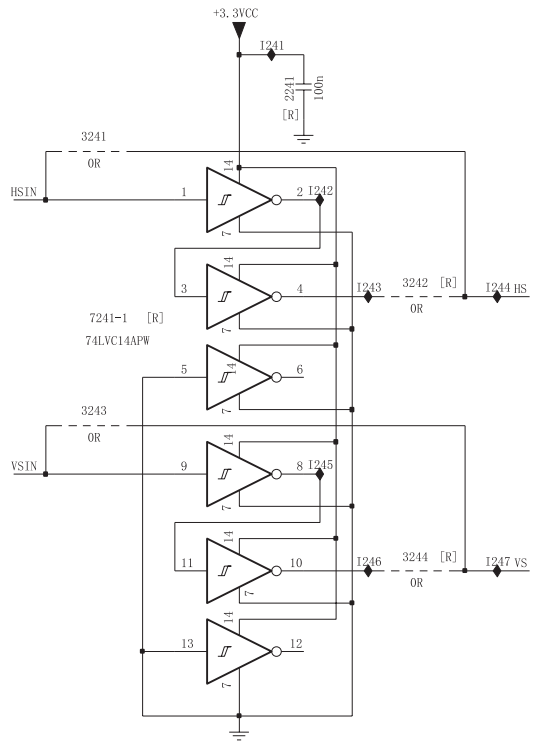 +3.3VCC
I241
2241
100n
[R]
3241
0R
14
HSIN
1
2
I242
7
14
3
4
I243
3242
[R]
I244
HS
0R
7
7241-1
[R]
74LVC14APW
5
14
6
7
3243
0R
14
VSIN
9
8
I245
7
14
11
10
I246
3244
[R]
I247
VS
0R
7
14
13
12
7